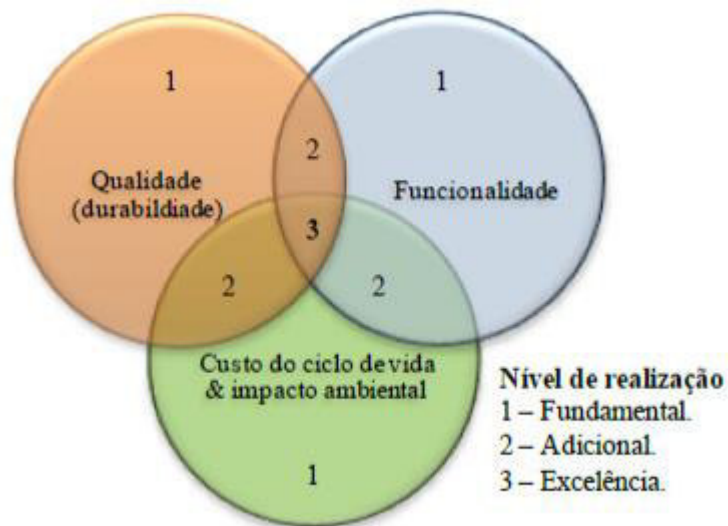 1
1
2
Qualidade
(durabildiade)
Funcionalidade
3
2
2
Custo do ciclo de vida
& impacto ambiental
1
Nível de realização
1 – Fundamental.
2 – Adicional.
3 – Excelência.